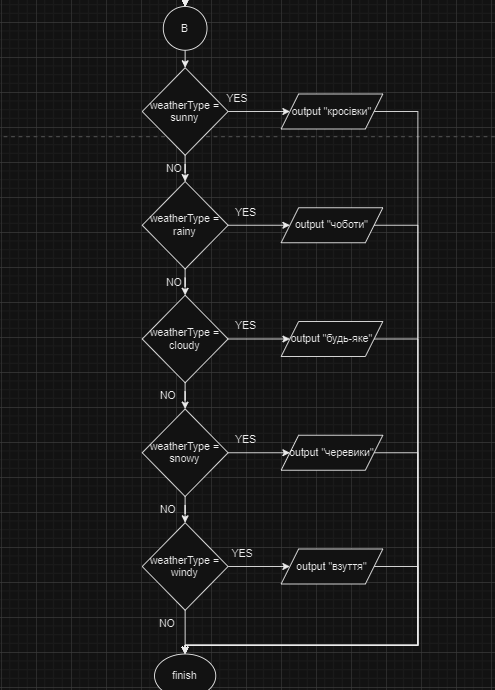 B
weatherType =
sunny
YES
output "кросівки"
NO
weatherType =
rainy
YES
output "чоботи"
NO
weatherType =
cloudy
YES
output "будь-яке"
NO
weatherType =
snowy
YES
output "черевики"
NO
weatherType =
windy
YES
output "взуття"
NO
finish